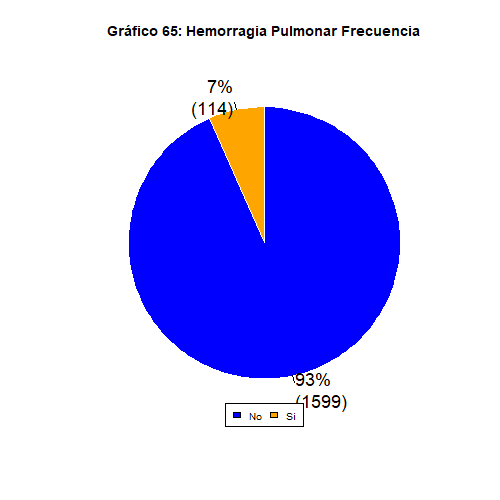 Gráfico 65: Hemorragia Pulmonar Frecuencia
7%
(114)
93%
(1599)
No Si